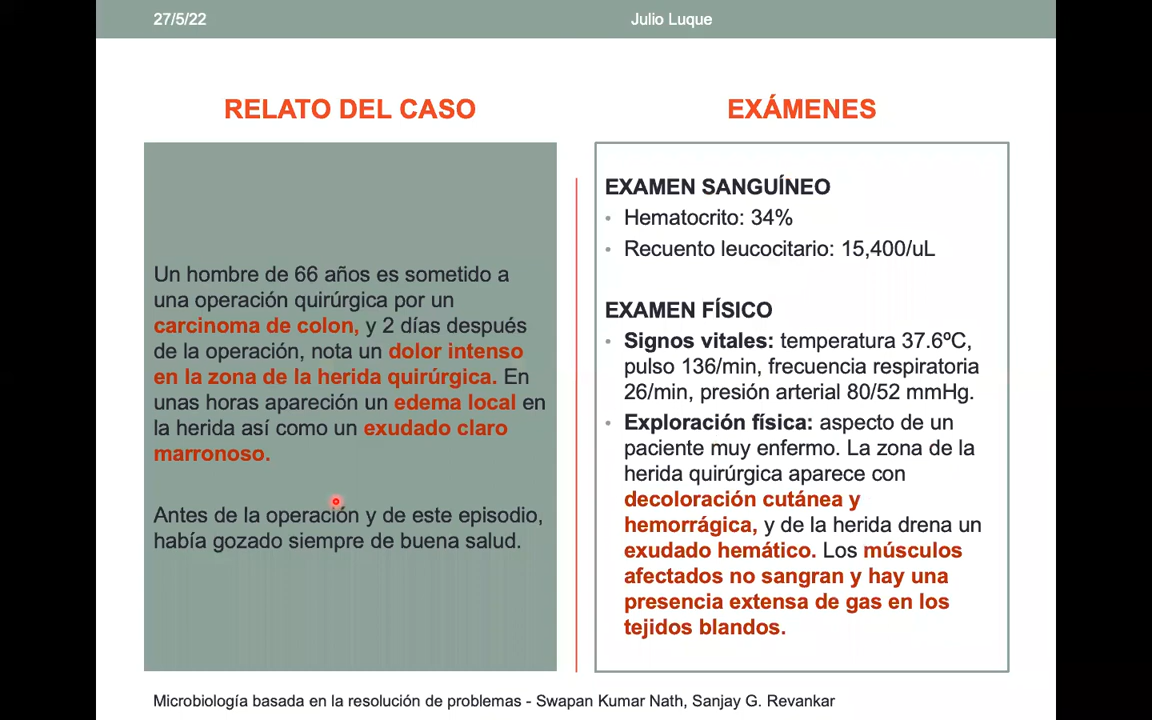 27/5/22
Julio Luque
RELATO DEL CASO
Un hombre de 66 años es sometido a
una operación quirúrgica por un
carcinoma de colon, y 2 días después
de la operación, nota un dolor intenso
en la zona de la herida quirúrgica. En
unas horas aparición un edema local en
la herida así como un exudado claro
marronoso.
Antes de la operación y de este episodio,
había gozado siempre de buena salud.
EXÁMENES
EXAMEN SANGUÍNEO
• Hematocrito: 34%
• Recuento leucocitario: 15,400/uL
EXAMEN FÍSICO
• Signos vitales: temperatura 37.6ºC,
pulso 136/min, frecuencia respiratoria
26/min, presión arterial 80/52 mmHg.
• Exploración física: aspecto de un
paciente muy enfermo. La zona de la
herida quirúrgica aparece con
decoloración cutánea y
hemorrágica, y de la herida drena un
exudado hemático. Los músculos
afectados no sangran y hay una
presencia extensa de gas en los
tejidos blandos.
Microbiología basada en la resolución de problemas - Swapan Kumar Nath, Sanjay G. Revankar